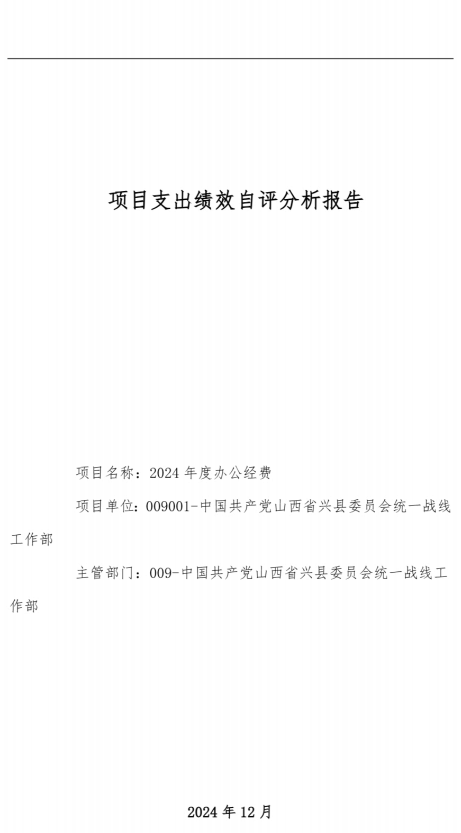 项目支出绩效自评分析报告
项目名称：2024 年度办公经费
项目单位：009001-中国共产党山西省兴县委员会统一战线
工作部
主管部门：009-中国共产党山西省兴县委员会统一战线工
作部
2024 年 12 月